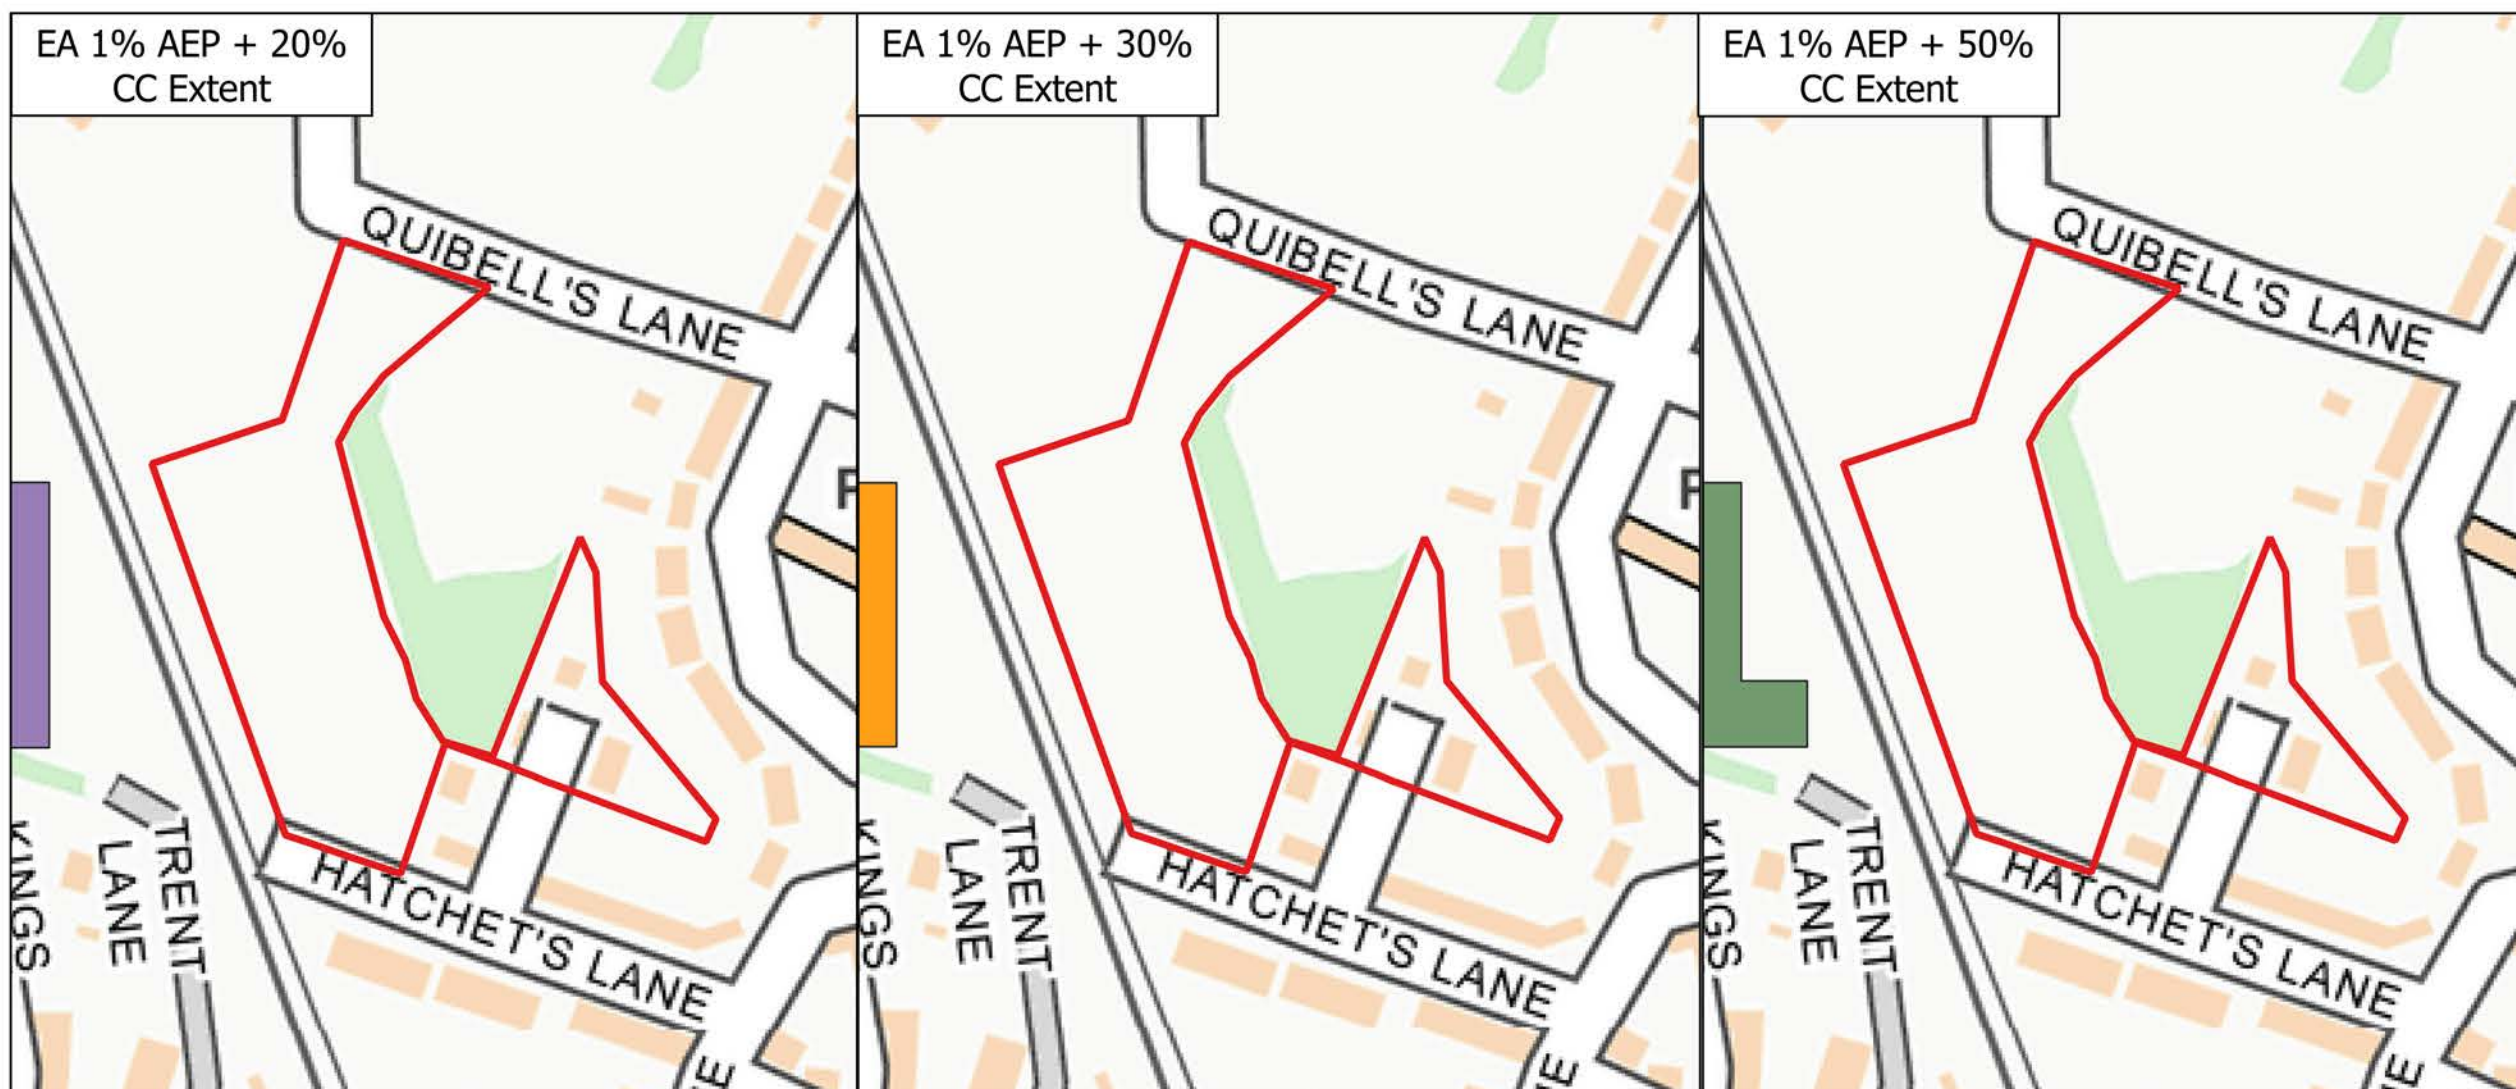 EA 1% AEP + 20%
CC Extent
QUIBELL'S LANE
HATCHET'S LANE
TRENT
LANE
KINGS
EA 1% AEP + 30%
CC Extent
QUIBELL'S LANE
HATCHET'S LANE
TRENT
LANE
KINGS
EA 1% AEP + 50%
CC Extent
QUIBELL'S LANE
HATCHET'S LANE
TRENT
LANE
KINGS